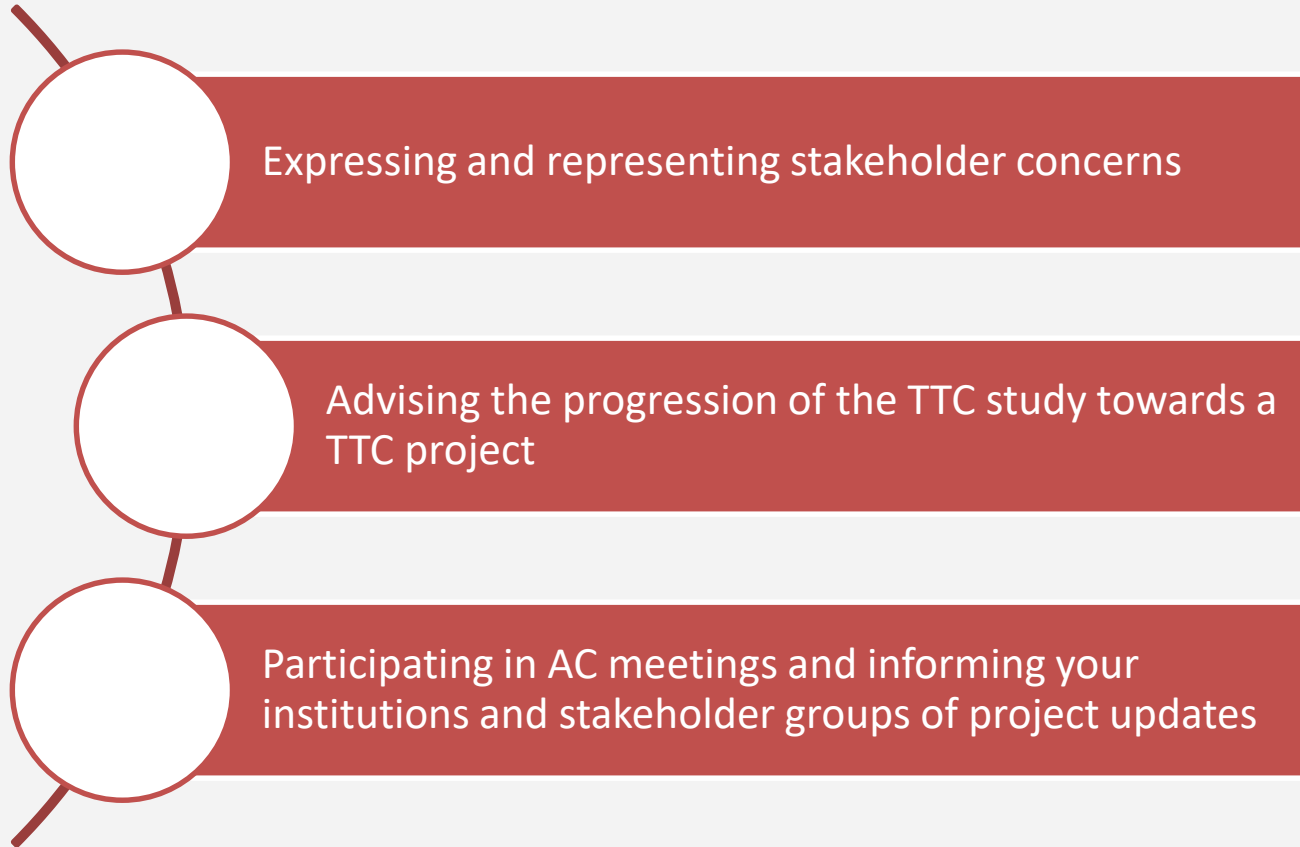 Expressing and representing stakeholder concerns
Advising the progression of the TTC study towards a
TTC project
Participating in AC meetings and informing your
institutions and stakeholder groups of project updates